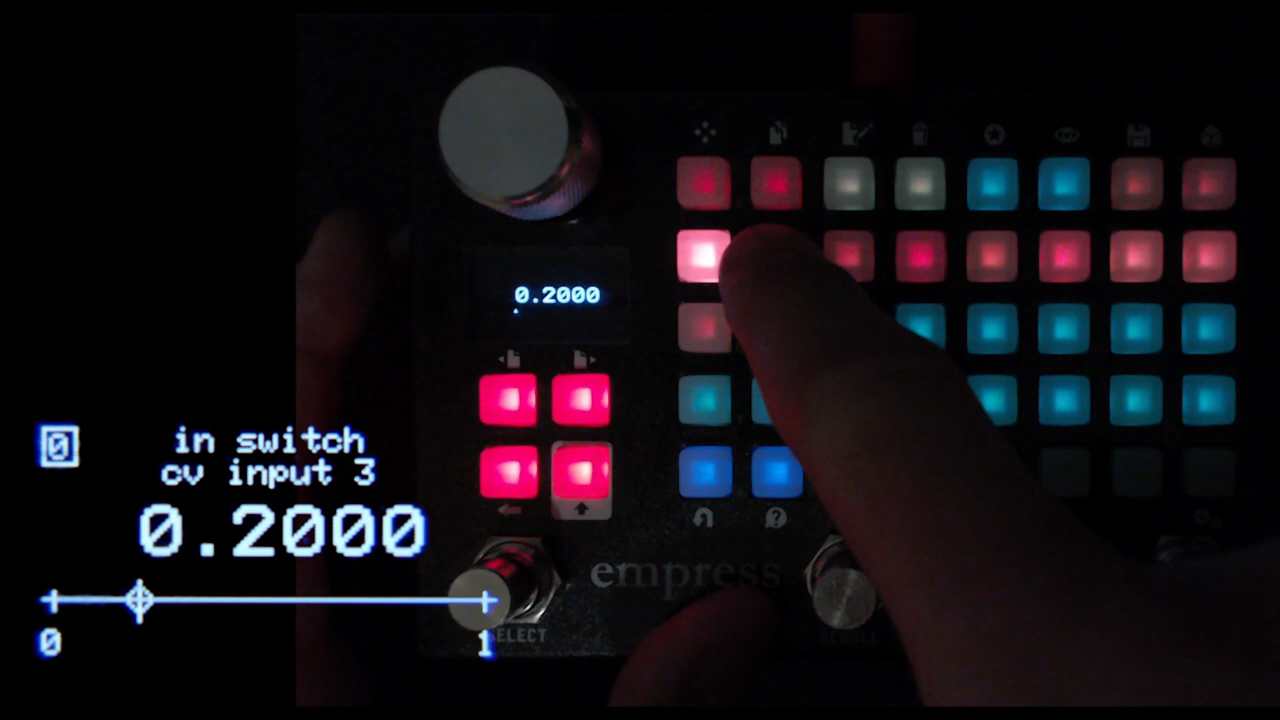 0.2000
0
in switch
cv input 3
0.2000
0
1
empress
SELECT
SCROLL